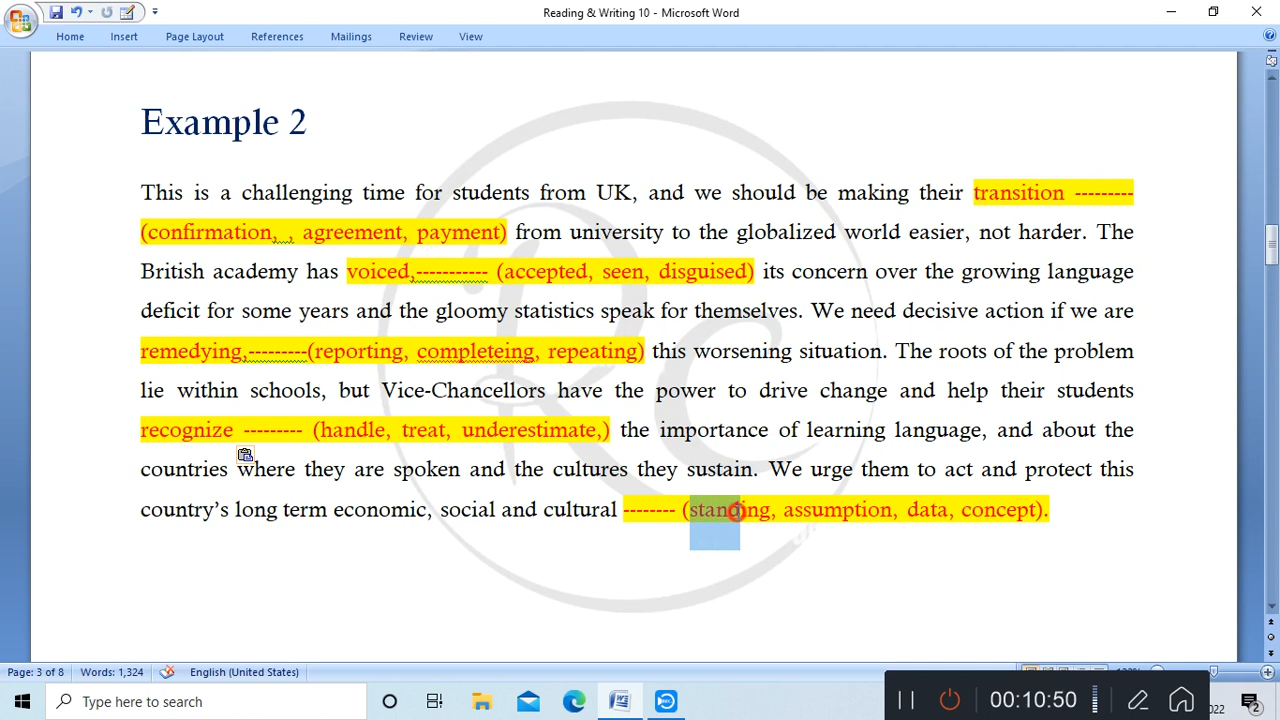 Reading & Writing 10 - Microsoft Word
Home Insert Page Layout References Mailings Review View
Example 2
This is a challenging time for students from UK, and we should be making their transition ---------
(confirmation, , agreement, payment) from university to the globalized world easier, not harder. The
British academy has voiced,----------- (accepted, seen, disguised) its concern over the growing language
deficit for some years and the gloomy statistics speak for themselves. We need decisive action if we are
remedying,---------(reporting, completeing, repeating) this worsening situation. The roots of the problem
lie within schools, but Vice-Chancellors have the power to drive change and help their students
recognize --------- (handle, treat, underestimate,) the importance of learning language, and about the
countries where they are spoken and the cultures they sustain. We urge them to act and protect this
country’s long term economic, social and cultural -------- (standing, assumption, data, concept).
Page: 3 of 8 Words: 1,324 English (United States)
Type here to search 00:10:50 2022 2